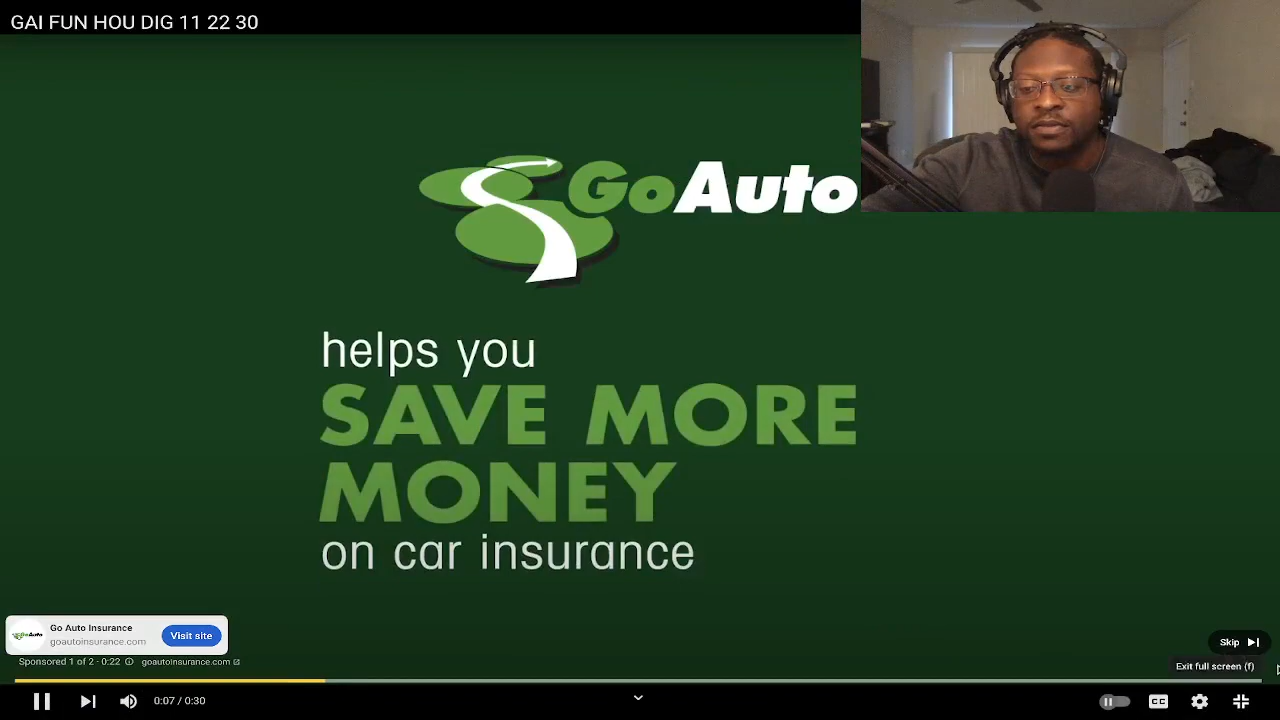 GAI FUN HOU DIG 11 22 30
GoAuto
helps you
SAVE MORE
MONEY
on car insurance
GoAuto
Go Auto Insurance
goautoinsurance.com
Visit site
Skip
Sponsored 1 of 2 · 0:22
goautoinsurance.com
Exit full screen (f)
0:07 / 0:30
CC